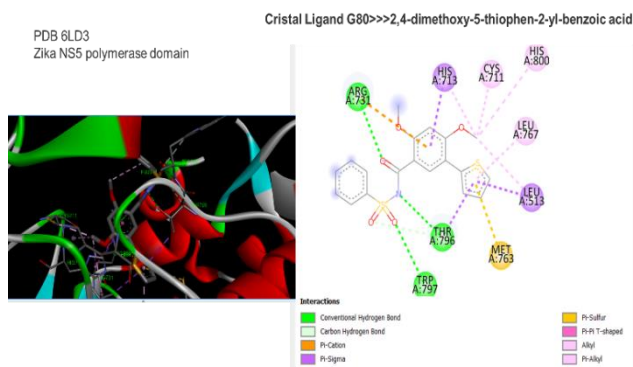 Cristal Ligand G80>>>2,4-dimethoxy-5-thiophen-2-yl-benzoic acid
PDB 6LD3
Zika NS5 polymerase domain
HIS
A:800
HIS
A:713
CYS
A:711
ARG
A:731
LEU
A:767
LEU
A:513
THR
A:796
MET
A:763
TRP
A:797
O
O
O
N
S
S
O
O
Interactions
Conventional Hydrogen Bond
Carbon Hydrogen Bond
Pi-Cation
Pi-Sigma
Pi-Sulfur
Pi-Pi T-shaped
Alkyl
Pi-Alkyl